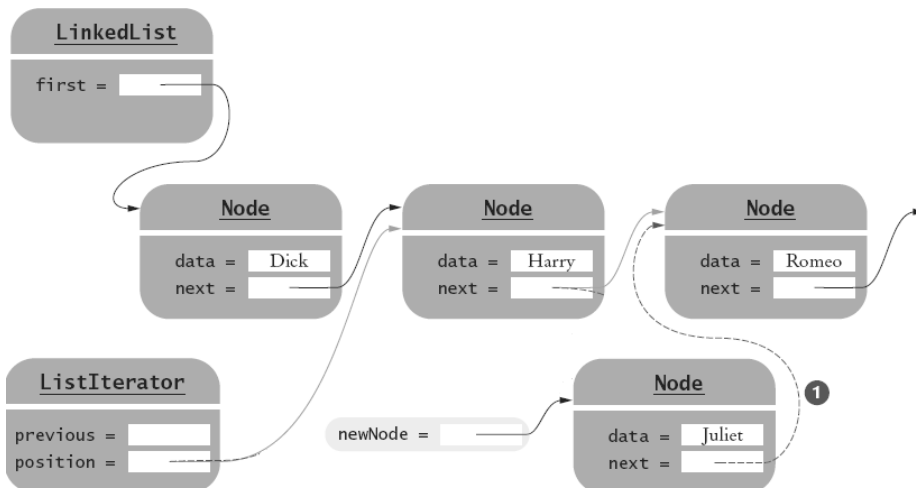 LinkedList
first =
Node
data = Dick
next =
Node
data = Harry
next =
Node
data = Romeo
next =
ListIterator
previous =
position =
newNode =
Node
data = Juliet
next =
1